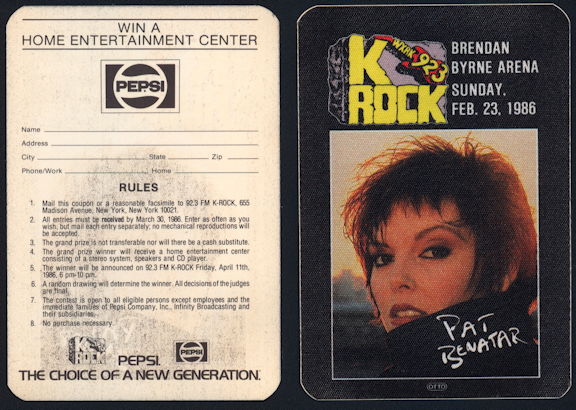 WIN A
HOME ENTERTAINMENT CENTER
PEPSI
Name
Address
City State Zip
Phone/Work Home
RULES
1. Mail this coupon or a reasonable facsimile to 92.3 FM K-ROCK, 655
Madison Avenue, New York, New York 10021.
2. All entries must be received by March 30, 1986. Enter as often as you
wish, but mail each entry separately; no mechanical reproductions will
be accepted.
3. The grand prize is not transferable nor will there be a cash substitute.
4. The grand prize winner will receive a home entertainment center
consisting of a stereo system, speakers and CD player.
5. The winner will be announced on 92.3 FM K-ROCK Friday, April 11th,
1986, 6 pm-10 pm.
6. A random drawing will determine the winner. All decisions of the judges
are final.
7. The contest is open to all eligible persons except employees and the
immediate families of Pepsi Company, Inc., Infinity Broadcasting and
their subsidiaries.
8. No purchase necessary.
K ROCK PEPSI. PEPSI
THE CHOICE OF A NEW GENERATION.
WXRK 92.3
K
ROCK
BRENDAN
BYRNE ARENA
SUNDAY,
FEB. 23, 1986
PAT
BENATAR
OTTO